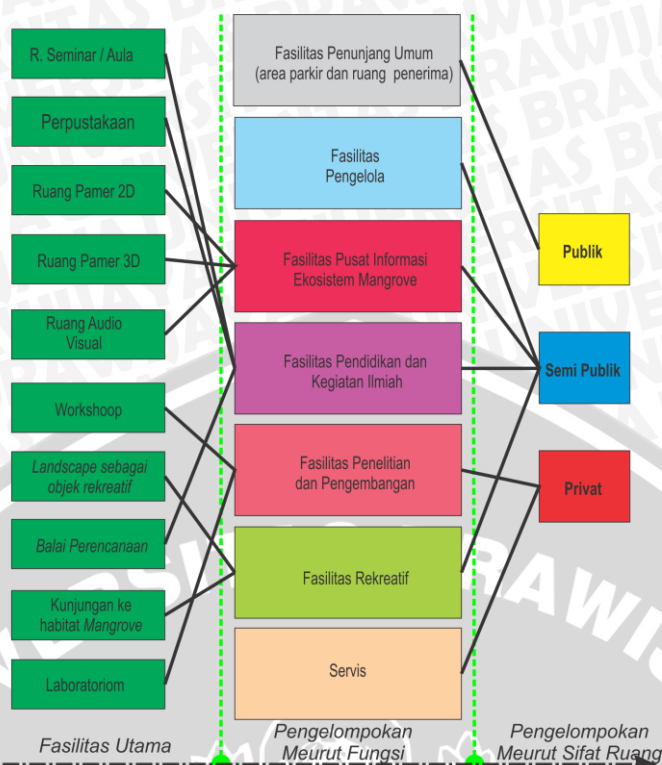 R. Seminar / Aula
Perpustakaan
Ruang Pamer 2D
Ruang Pamer 3D
Ruang Audio
Visual
Workshoop
Landscape sebagai
objek rekreatif
Balai Perencanaan
Kunjungan ke
habitat Mangrove
Laboratoriom
Fasilitas Utama
Fasilitas Penunjang Umum
(area parkir dan ruang penerima)
Fasilitas
Pengelola
Fasilitas Pusat Informasi
Ekosistem Mangrove
Fasilitas Pendidikan dan
Kegiatan Ilmiah
Fasilitas Penelitian
dan Pengembangan
Fasilitas Rekreatif
Servis
Pengelompokan
Meurut Fungsi
Publik
Semi Publik
Privat
Pengelompokan
Meurut Sifat Ruang